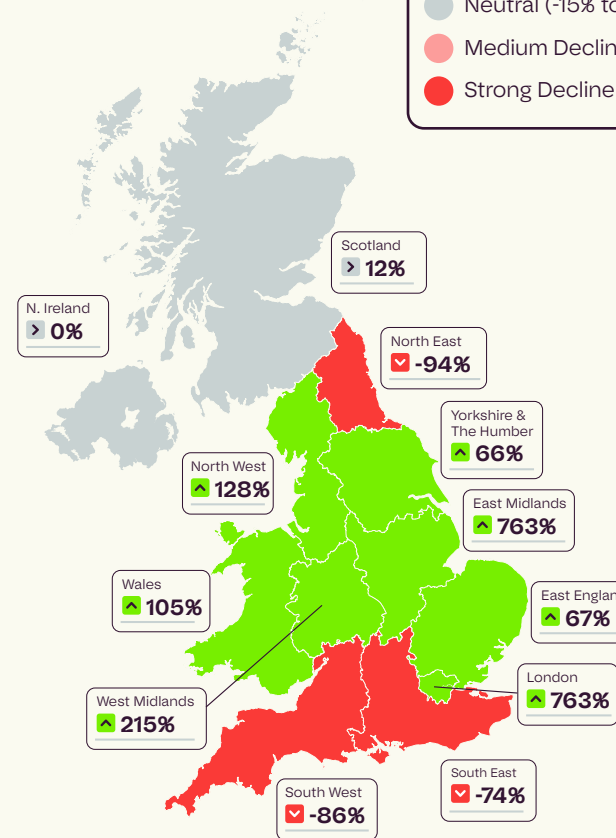 Neutral (-15% to
Medium Declin
Strong Decline
Scotland
12%
N. Ireland
0%
North East
-94%
Yorkshire &
The Humber
66%
North West
128%
East Midlands
763%
Wales
105%
East Englan
67%
London
763%
West Midlands
215%
South East
-74%
South West
-86%